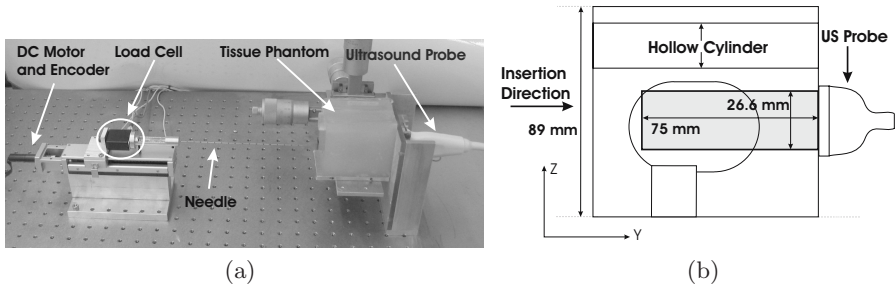 DC Motor
and Encoder
Load Cell
Tissue Phantom
Ultrasound Probe
Needle
(a)
Hollow Cylinder
US Probe
Insertion
Direction
89 mm
26.6 mm
75 mm
Z
Y
(b)